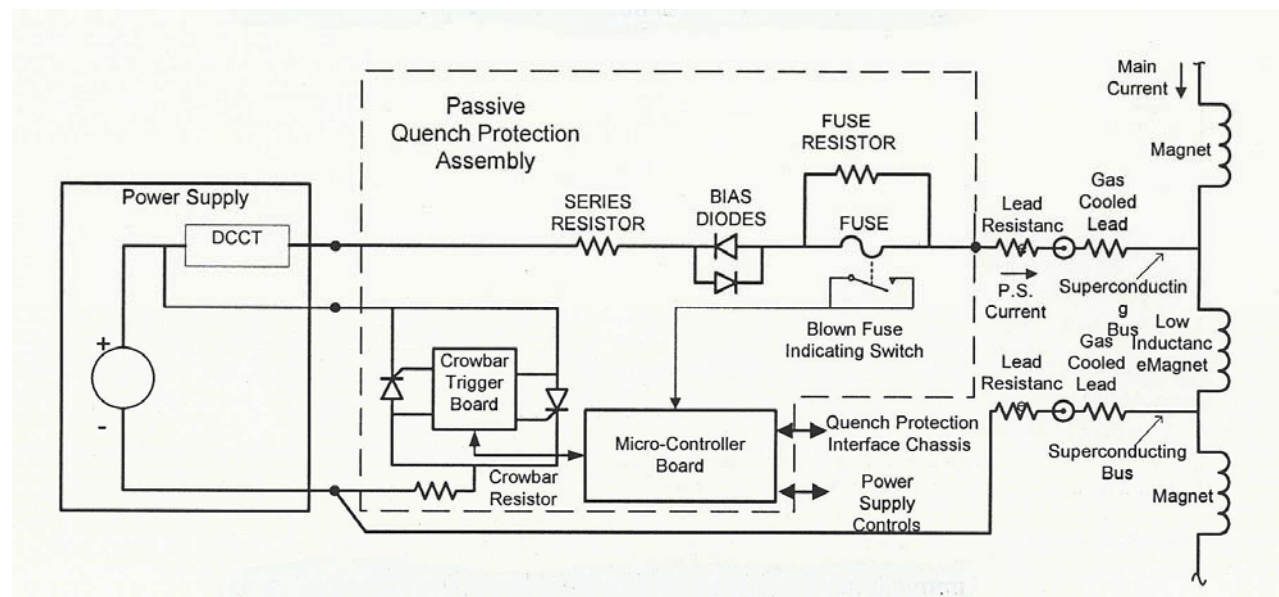 Passive
Quench Protection
Assembly
Power Supply
DCCT
+
-
SERIES
RESISTOR
BIAS
DIODES
FUSE
RESISTOR
FUSE
Blown Fuse
Indicating Switch
Crowbar
Trigger
Board
Crowbar
Resistor
Micro-Controller
Board
Quench Protection
Interface Chassis
Power
Supply
Controls
Main
Current
Magnet
Lead
Resistanc
e
Gas
Cooled
Lead
P.S.
Current
Superconductin
g
Bus
Low
Inductanc
eMagnet
Lead
Resistanc
e
Gas
Cooled
Lead
Superconducting
Bus
Magnet